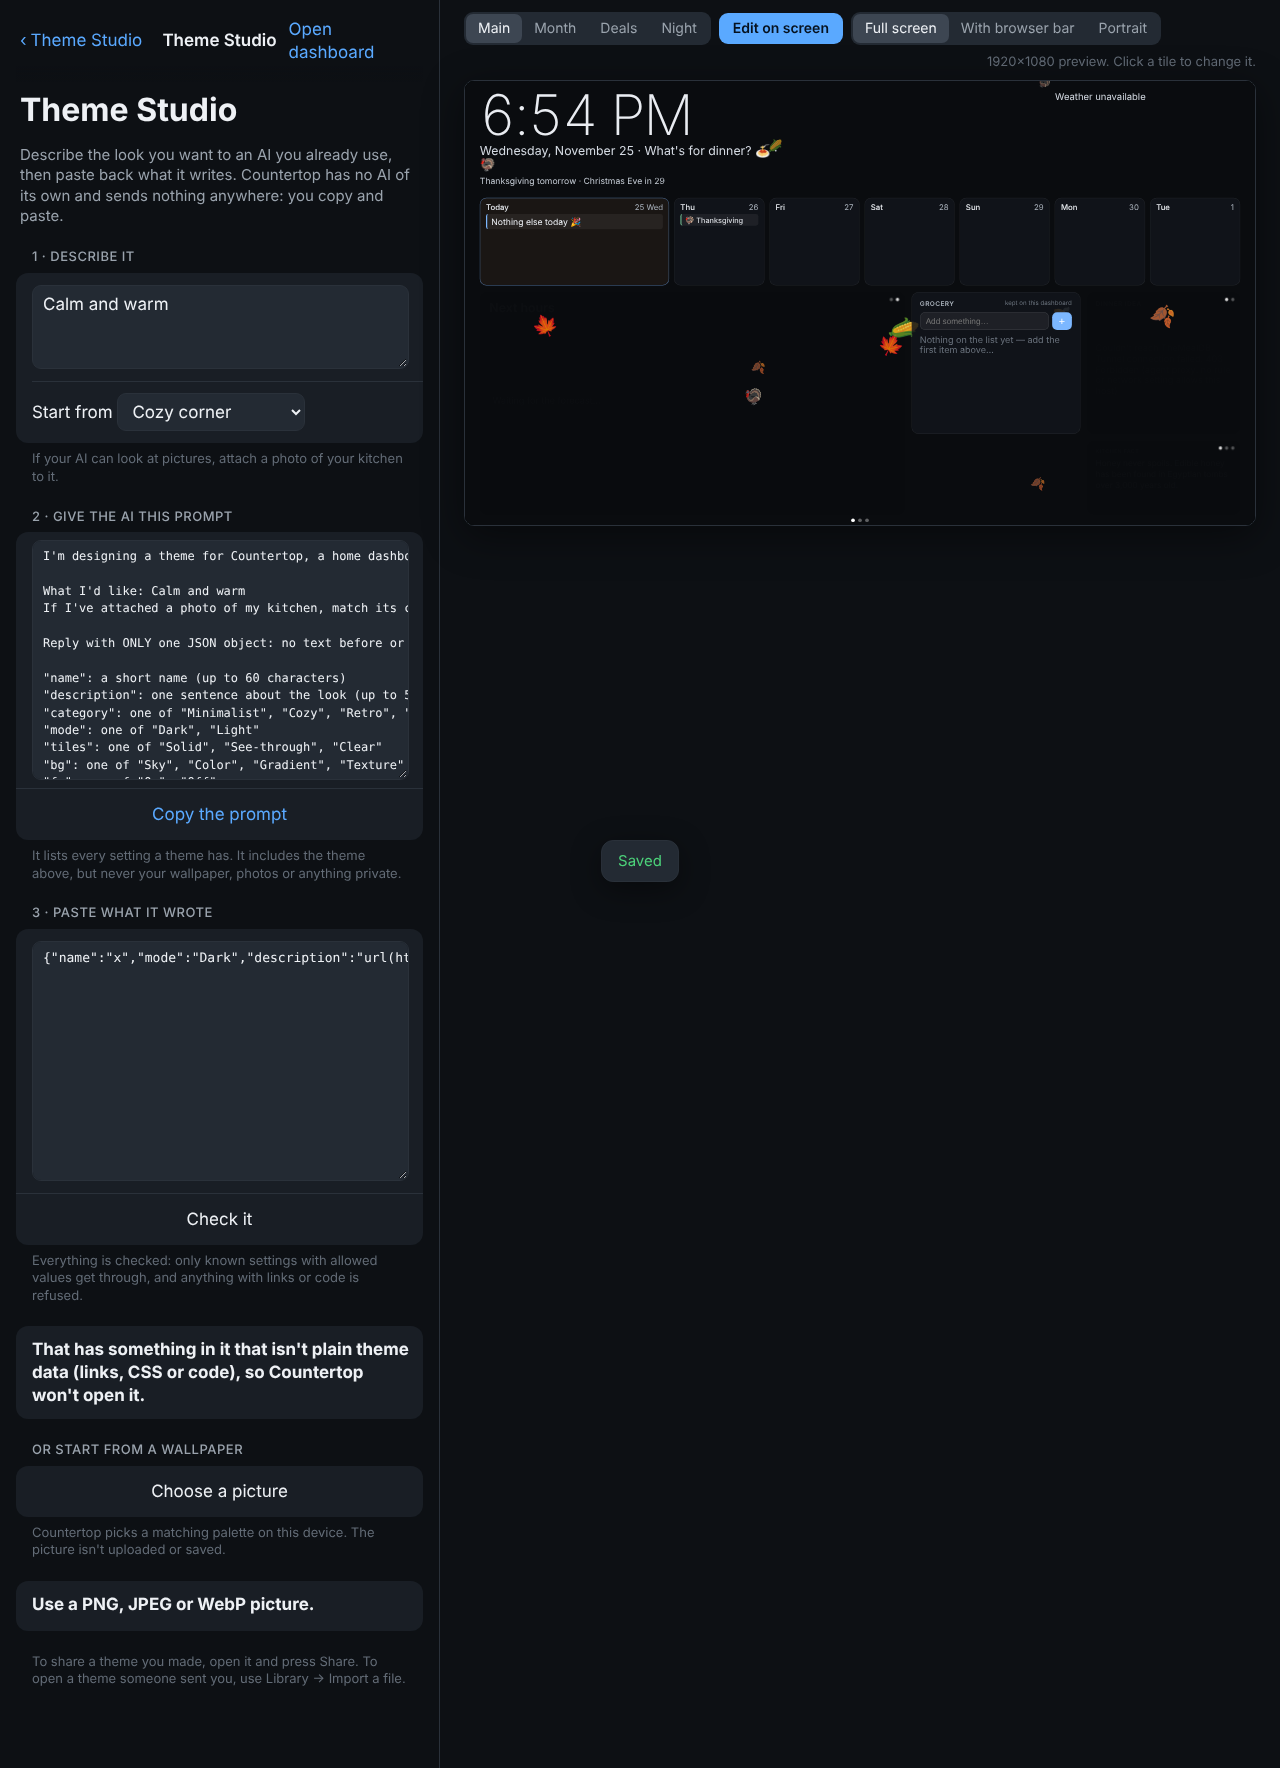 ‹ Theme Studio
Theme Studio
Open dashboard
Theme Studio
Describe the look you want to an AI you already use,
then paste back what it writes. Countertop has no AI of
its own and sends nothing anywhere: you copy and
paste.
1 · DESCRIBE IT
Calm and warm
Start from Cozy corner
If your AI can look at pictures, attach a photo of your kitchen
to it.
2 · GIVE THE AI THIS PROMPT
I'm designing a theme for Countertop, a home dashbo
What I'd like: Calm and warm
If I've attached a photo of my kitchen, match its c
Reply with ONLY one JSON object: no text before or
"name": a short name (up to 60 characters)
"description": one sentence about the look (up to 5
"category": one of "Minimalist", "Cozy", "Retro", "
"mode": one of "Dark", "Light"
"tiles": one of "Solid", "See-through", "Clear"
"bg": one of "Sky", "Color", "Gradient", "Texture"
Copy the prompt
It lists every setting a theme has. It includes the theme
above, but never your wallpaper, photos or anything private.
3 · PASTE WHAT IT WROTE
{"name":"x","mode":"Dark","description":"url(ht
Check it
Everything is checked: only known settings with allowed
values get through, and anything with links or code is
refused.
That has something in it that isn't plain theme
data (links, CSS or code), so Countertop
won't open it.
OR START FROM A WALLPAPER
Choose a picture
Countertop picks a matching palette on this device. The
picture isn't uploaded or saved.
Use a PNG, JPEG or WebP picture.
To share a theme you made, open it and press Share. To
open a theme someone sent you, use Library → Import a file.
Main Month Deals Night Edit on screen Full screen With browser bar Portrait
1920×1080 preview. Click a tile to change it.
6:54 PM
Weather unavailable
Wednesday, November 25 · What's for dinner? 🍝
Thanksgiving tomorrow · Christmas Eve in 29
Today 25 Wed
Nothing else today 🎉
Thu 26
🦃 Thanksgiving
Fri 27
Sat 28
Sun 29
Mon 30
Tue 1
GROCERY kept on this dashboard
Add something... +
Nothing on the list yet — add the
first item above...
Saved